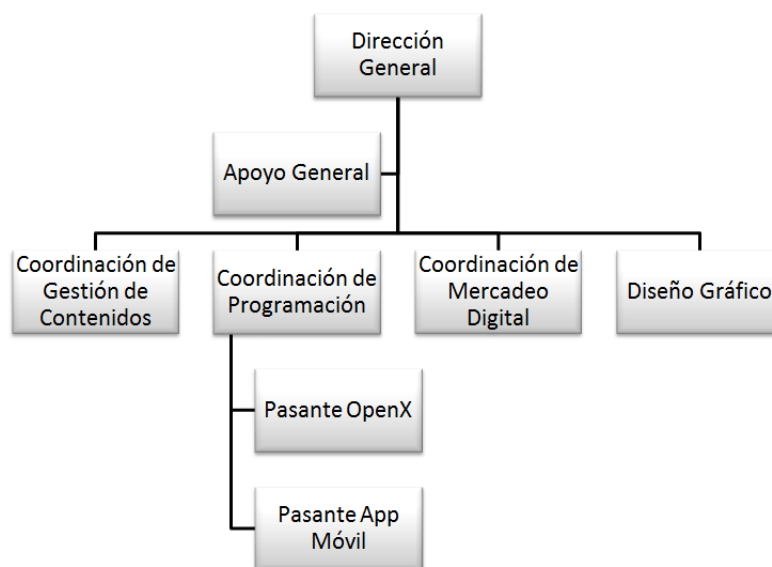 Dirección
General
Apoyo General
Coordinación de
Gestión de
Contenidos
Coordinación de
Programación
Coordinación de
Mercadeo
Digital
Diseño Gráfico
Pasante OpenX
Pasante App
Móvil